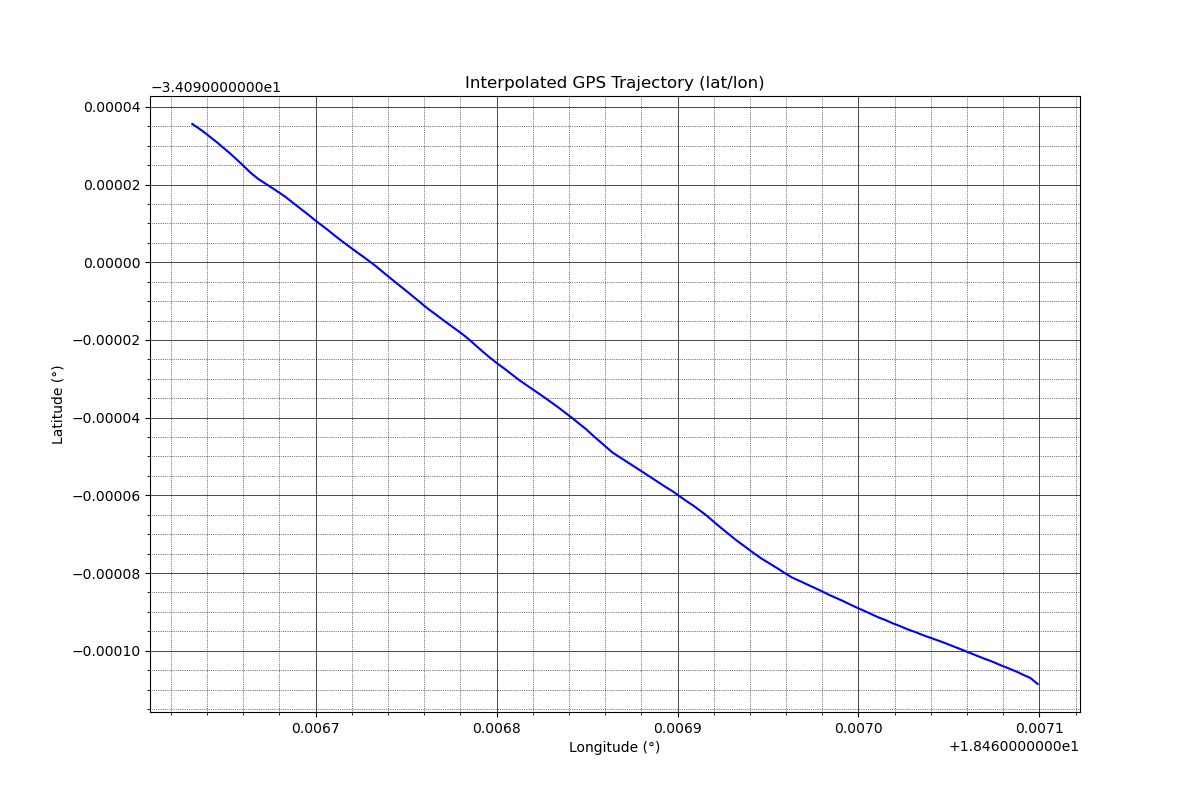 Interpolated GPS Trajectory (lat/lon)
−3.4090000000e1
0.00004
0.00002
0.00000
−0.00002
−0.00004
−0.00006
−0.00008
−0.00010
Latitude (°)
0.0067 0.0068 0.0069 0.0070 0.0071
Longitude (°)
+1.8460000000e1